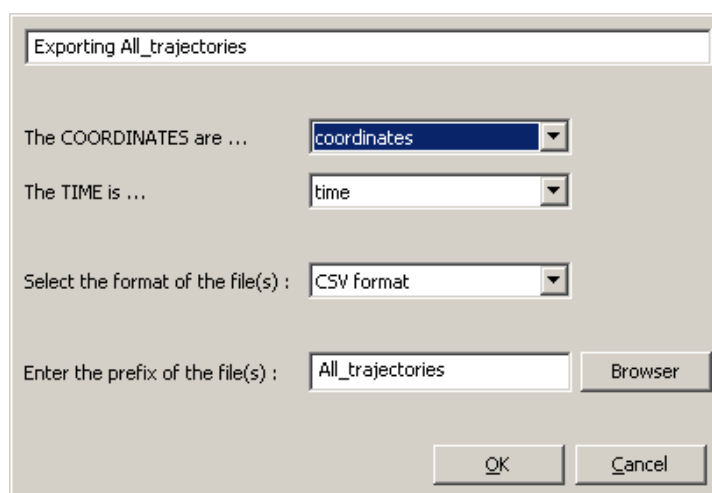 Exporting All_trajectories
The COORDINATES are ... coordinates
The TIME is ... time
Select the format of the file(s) : CSV format
Enter the prefix of the file(s) : All_trajectories Browser
OK Cancel